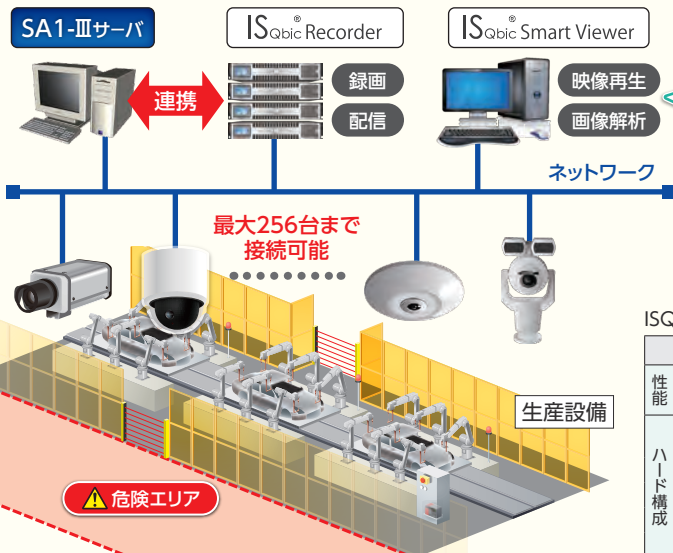 SA1-Ⅲサーバ
ISQbic® Recorder
ISQbic® Smart Viewer
連携
録画
配信
映像再生
画像解析
ネットワーク
最大256台まで
接続可能
ISQ
性能
ハード構成
生産設備
危険エリア